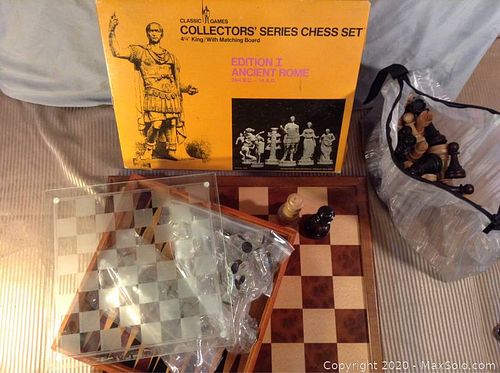 CLASSIC GAMES
COLLECTORS' SERIES CHESS SET
4¼" King/With Matching Board
EDITION I
ANCIENT ROME
Copyright © 2020 - MaxSold.com